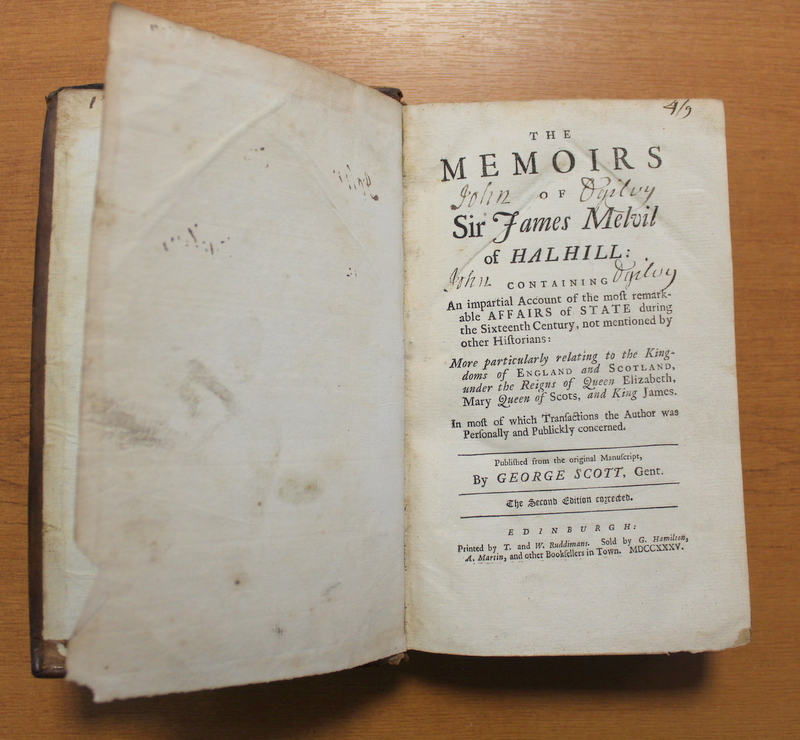 4/9
THE
MEMOIRS
John OF Ogilvy
Sir James Melvil
of HALHILL:
John CONTAINING Ogilvy
An impartial Account of the moſt remark-
able AFFAIRS of STATE during
the Sixteenth Century, not mentioned by
other Hiſtorians:
More particularly relating to the King-
doms of ENGLAND and SCOTLAND,
under the Reigns of Queen Elizabeth,
Mary Queen of Scots, and King James.
In moſt of which Tranſactions the Author was
Perſonally and Publickly concerned.
Publiſhed from the original Manuſcript,
By GEORGE SCOTT, Gent.
The Second Edition corrected.
EDINBURGH:
Printed by T. and W. Ruddimans. Sold by G. Hamilton,
A. Martin, and other Bookſellers in Town. MDCCXXXV.